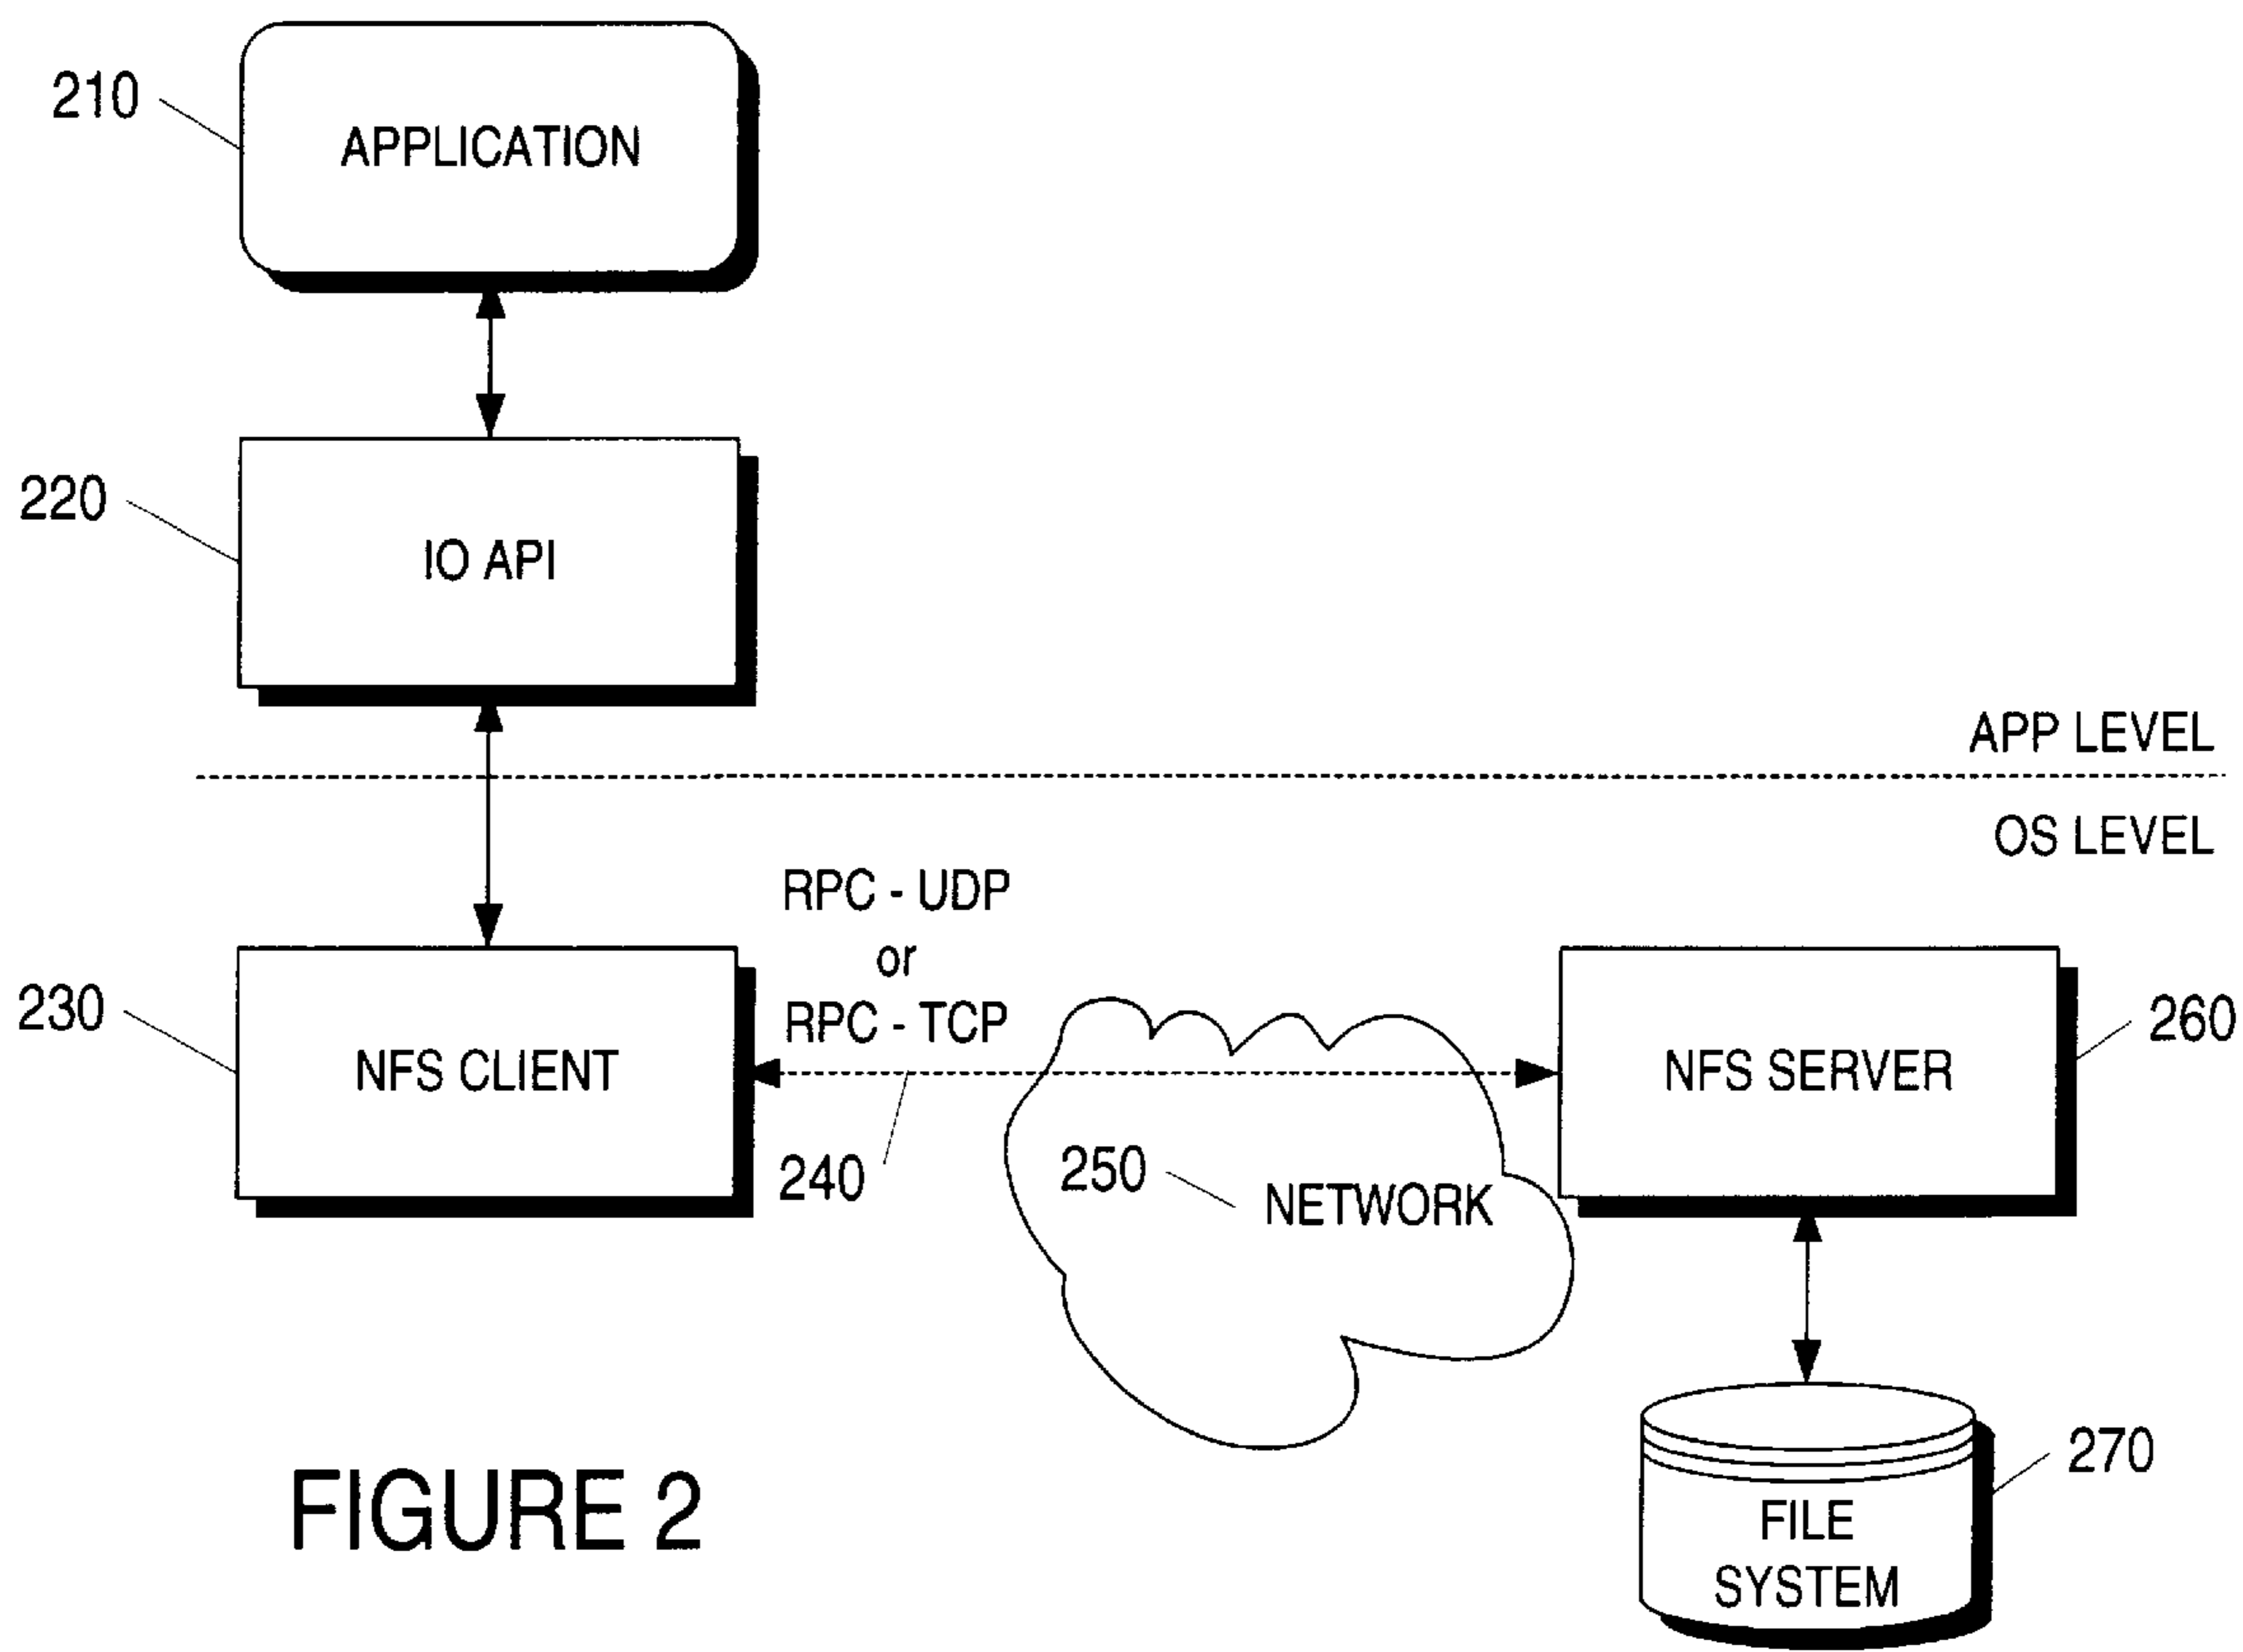 210
APPLICATION
220
IO API
APP LEVEL
OS LEVEL
RPC - UDP
or
RPC - TCP
230
NFS CLIENT
240
250
NETWORK
NFS SERVER
260
270
FILE
SYSTEM
FIGURE 2